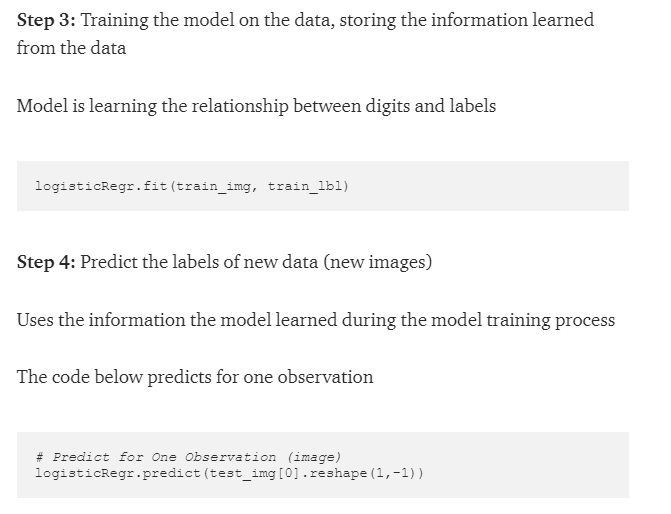 Step 3: Training the model on the data, storing the information learned
from the data
Model is learning the relationship between digits and labels
logisticRegr.fit(train_img, train_lbl)
Step 4: Predict the labels of new data (new images)
Uses the information the model learned during the model training process
The code below predicts for one observation
# Predict for One Observation (image)
logisticRegr.predict(test_img[0].reshape(1,-1))